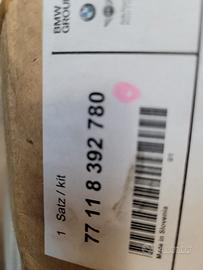 BMW
GROUP
1 Satz / kit
77 11 8 392 780
Made in Slovenia